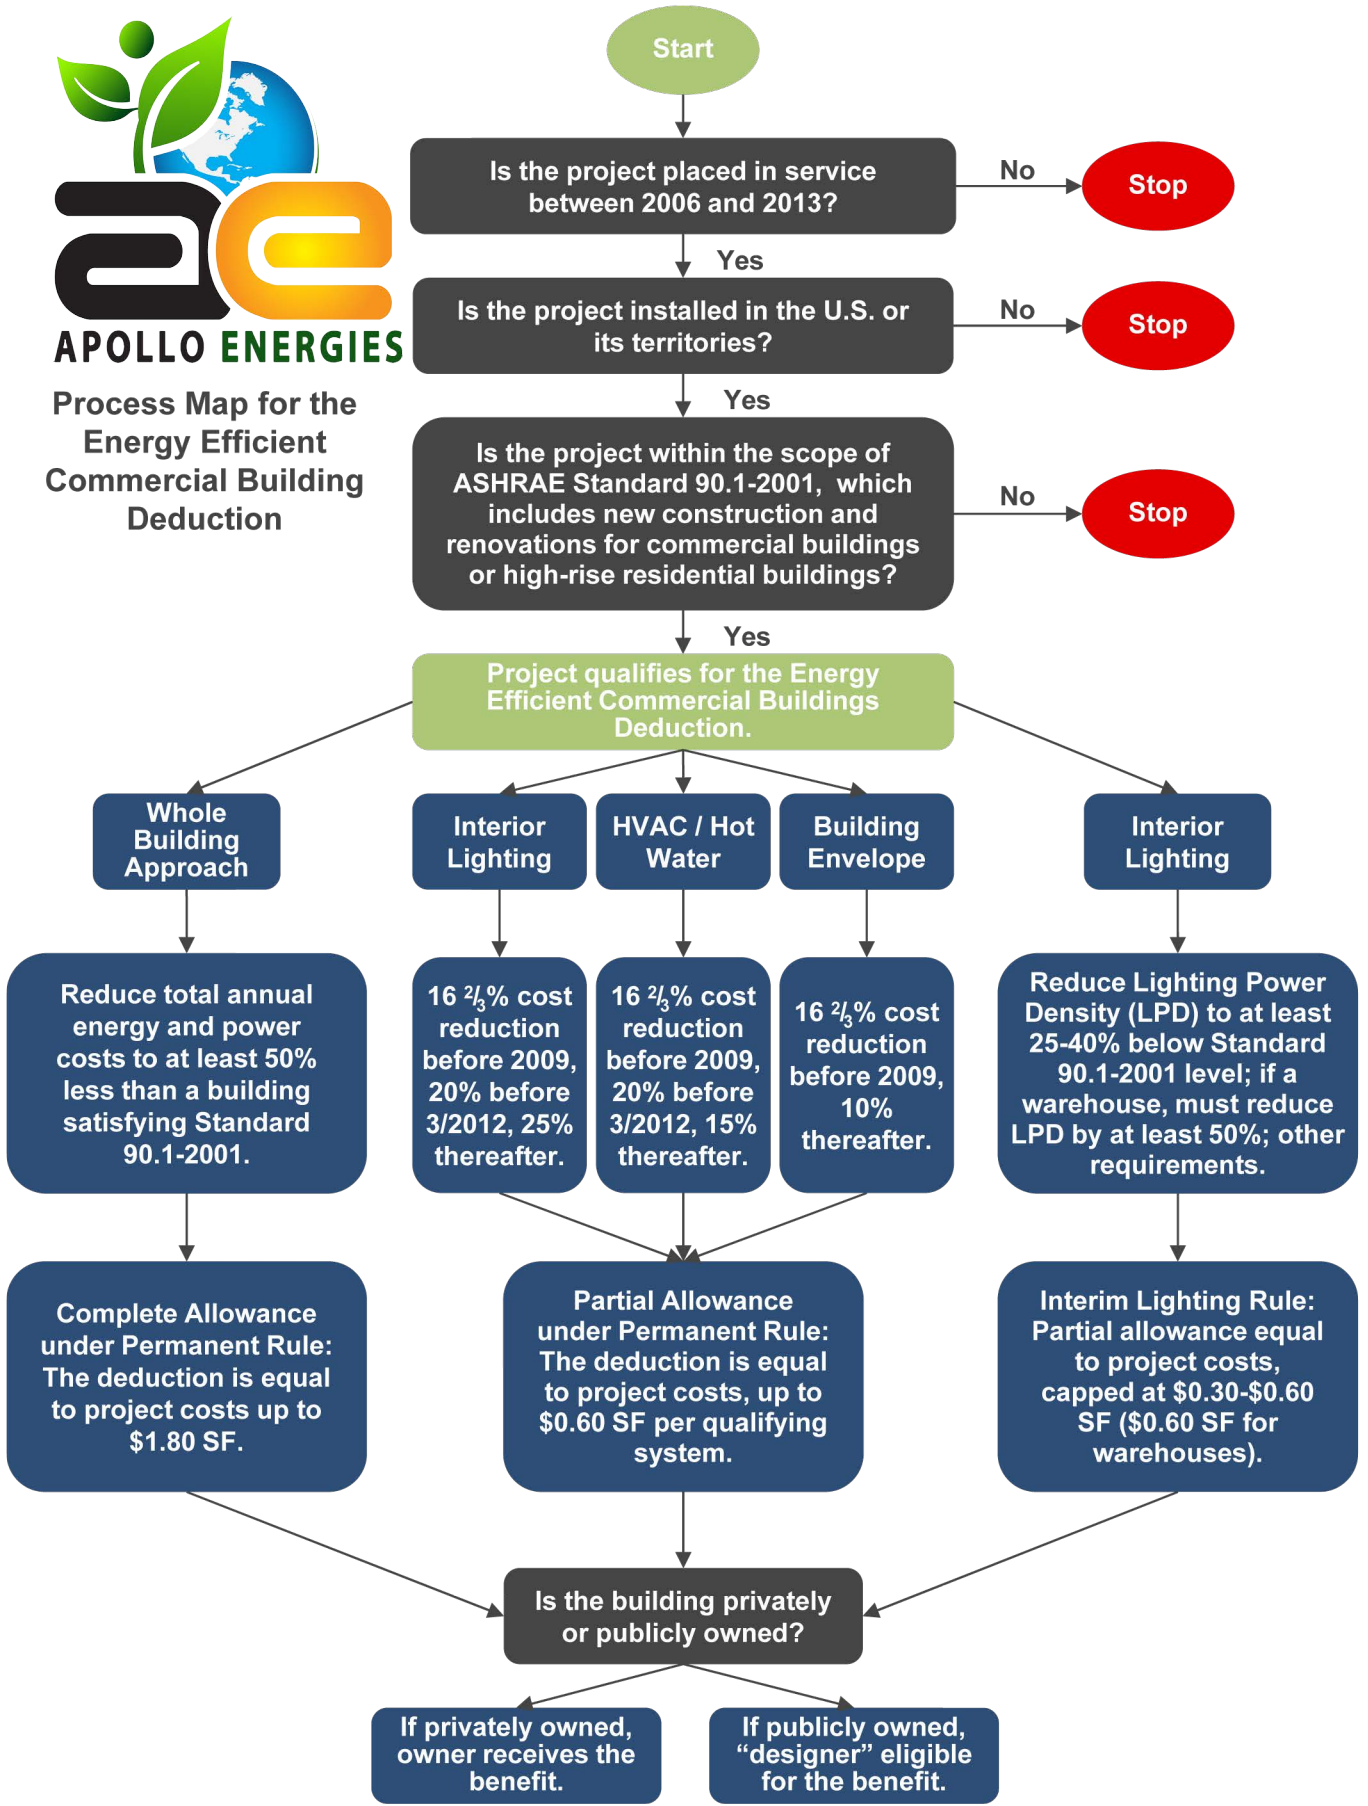 Start
Is the project placed in service
between 2006 and 2013?
No
Stop
Yes
APOLLO ENERGIES
Process Map for the
Energy Efficient
Commercial Building
Deduction
Is the project installed in the U.S. or
its territories?
No
Stop
Yes
Is the project within the scope of
ASHRAE Standard 90.1-2001, which
includes new construction and
renovations for commercial buildings
or high-rise residential buildings?
No
Stop
Yes
Project qualifies for the Energy
Efficient Commercial Buildings
Deduction.
Whole
Building
Approach
Interior
Lighting
HVAC / Hot
Water
Building
Envelope
Interior
Lighting
Reduce total annual
energy and power
costs to at least 50%
less than a building
satisfying Standard
90.1-2001.
16 2/3% cost
reduction
before 2009,
20% before
3/2012, 25%
thereafter.
16 2/3% cost
reduction
before 2009,
20% before
3/2012, 15%
thereafter.
16 2/3% cost
reduction
before 2009,
10%
thereafter.
Reduce Lighting Power
Density (LPD) to at least
25-40% below Standard
90.1-2001 level; if a
warehouse, must reduce
LPD by at least 50%; other
requirements.
Complete Allowance
under Permanent Rule:
The deduction is equal
to project costs up to
$1.80 SF.
Partial Allowance
under Permanent Rule:
The deduction is equal
to project costs, up to
$0.60 SF per qualifying
system.
Interim Lighting Rule:
Partial allowance equal
to project costs,
capped at $0.30-$0.60
SF ($0.60 SF for
warehouses).
Is the building privately
or publicly owned?
If privately owned,
owner receives the
benefit.
If publicly owned,
“designer” eligible
for the benefit.